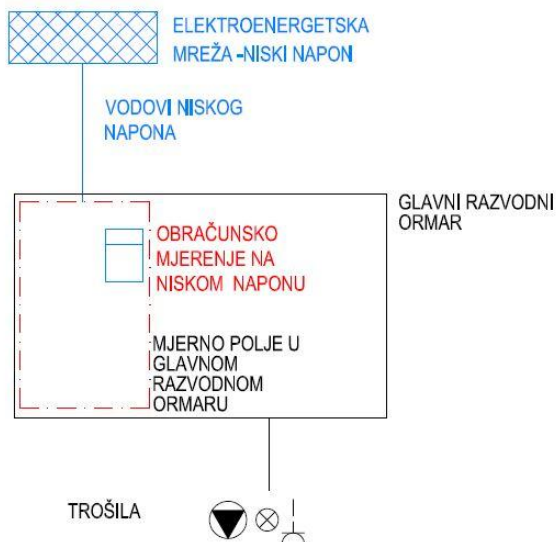 ELEKTROENERGETSKA
MREŽA -NISKI NAPON
VODOVI NISKOG
NAPONA
GLAVNI RAZVODNI
ORMAR
OBRAČUNSKO
MJERENJE NA
NISKOM NAPONU
MJERNO POLJE U
GLAVNOM
RAZVODNOM
ORMARU
TROŠILA